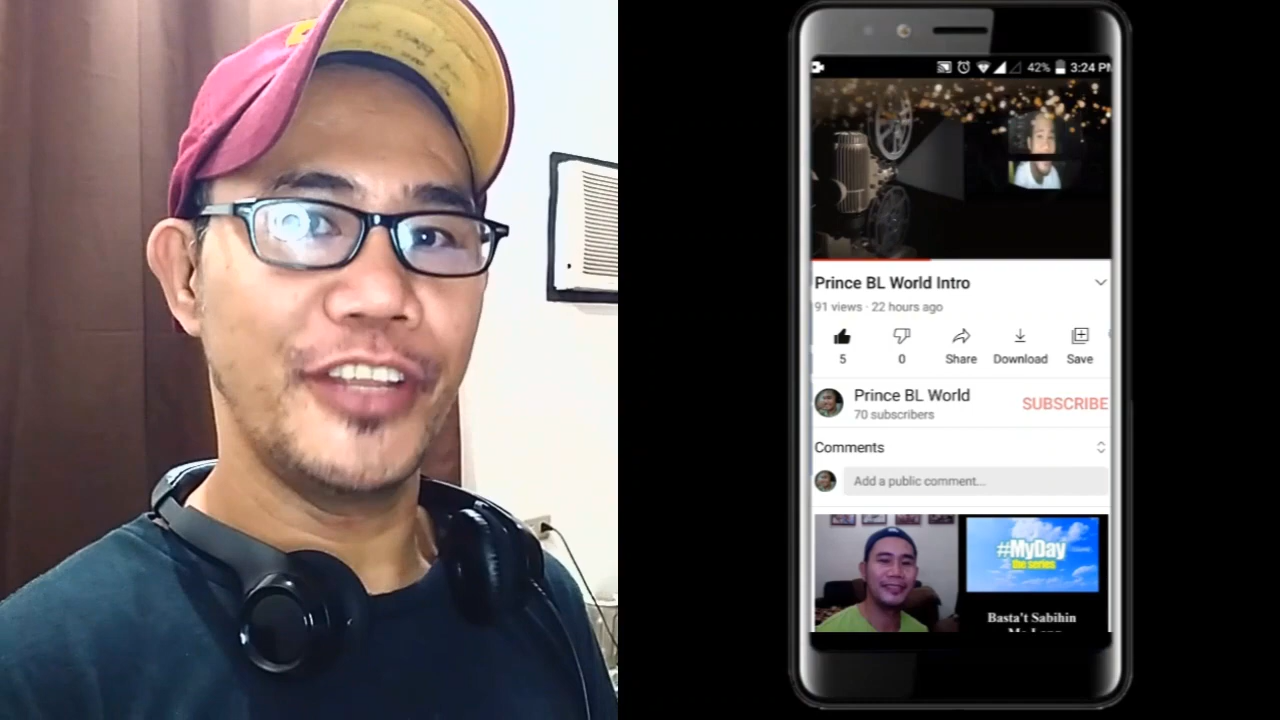 42% 3:24 PM
Prince BL World Intro
91 views · 22 hours ago
5
0
Share
Download
Save
Prince BL World
70 subscribers
SUBSCRIBE
Comments
Add a public comment...
#MyDay
the series
Basta't Sabihin